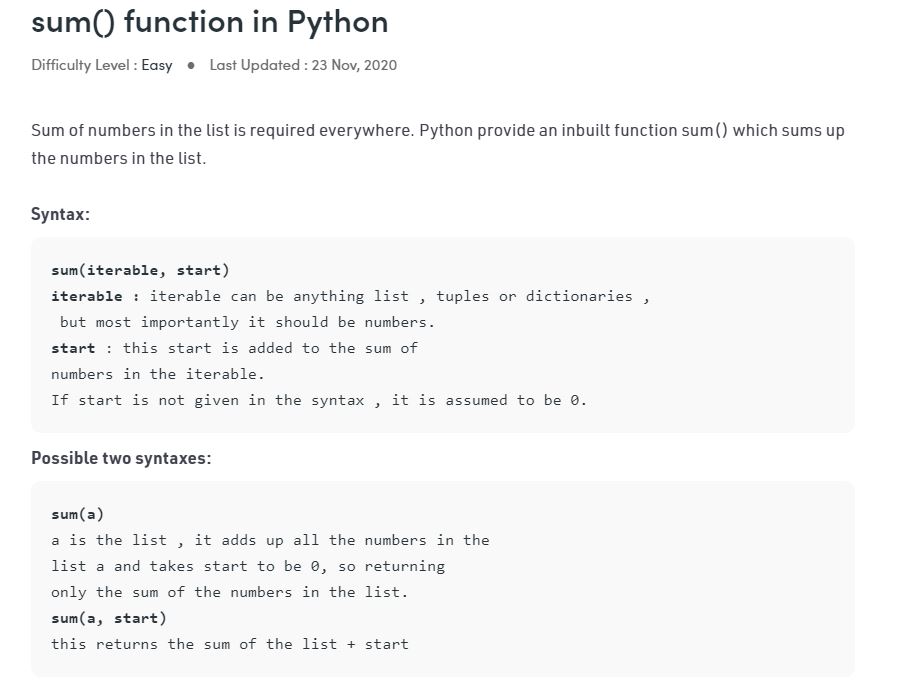 sum() function in Python
Difficulty Level : Easy ● Last Updated : 23 Nov, 2020
Sum of numbers in the list is required everywhere. Python provide an inbuilt function sum() which sums up
the numbers in the list.
Syntax:
sum(iterable, start)
iterable : iterable can be anything list , tuples or dictionaries ,
but most importantly it should be numbers.
start : this start is added to the sum of
numbers in the iterable.
If start is not given in the syntax , it is assumed to be 0.
Possible two syntaxes:
sum(a)
a is the list , it adds up all the numbers in the
list a and takes start to be 0, so returning
only the sum of the numbers in the list.
sum(a, start)
this returns the sum of the list + start